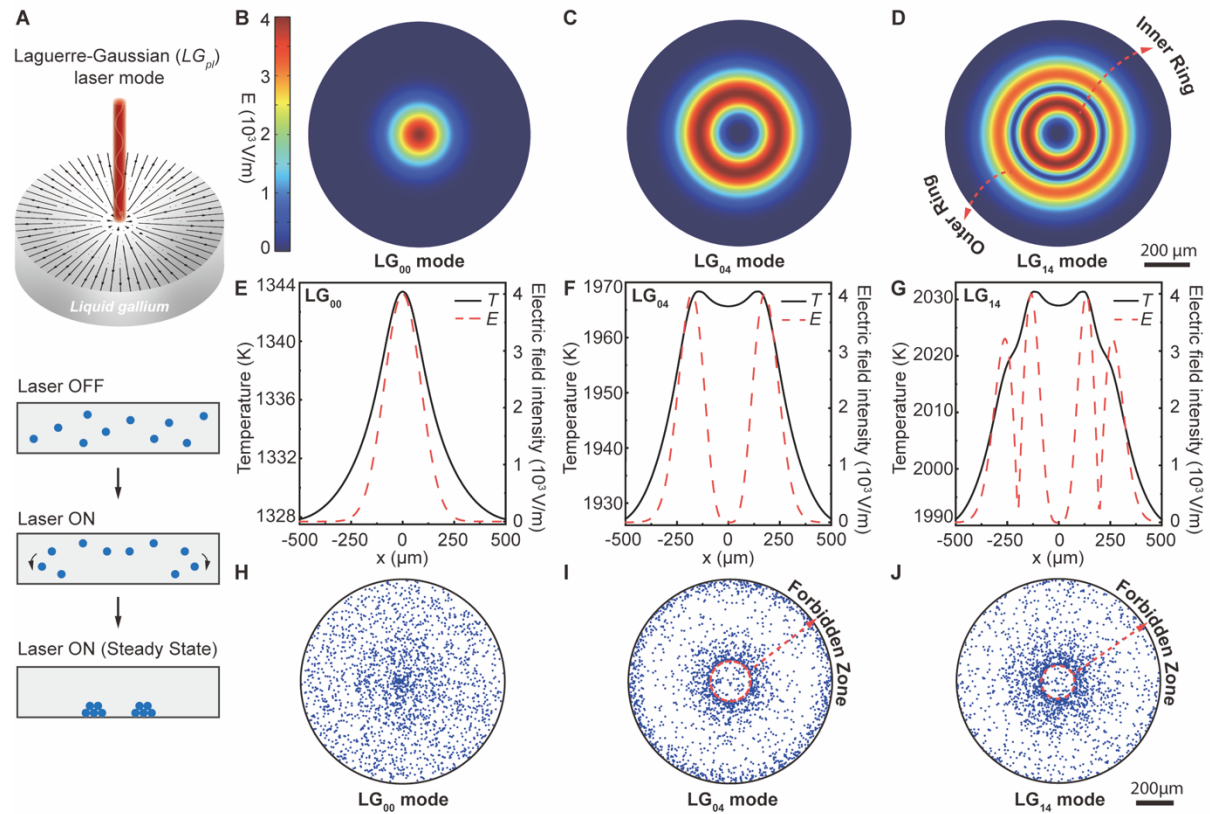 A
Laguerre-Gaussian (LGpl)
laser mode
Liquid gallium
Laser OFF
Laser ON
Laser ON (Steady State)
B
4
3
2
1
0
E (10³ V/m)
LG₀₀ mode
C
LG₀₄ mode
D
Inner Ring
Outer Ring
LG₁₄ mode
200 µm
E
LG₀₀
T
E
Temperature (K)
1344
1340
1336
1332
1328
Electric field intensity (10³ V/m)
4
3
2
1
0
-500 -250 0 250 500
x (µm)
F
LG₀₄
T
E
Temperature (K)
1970
1960
1950
1940
1930
Electric field intensity (10³ V/m)
4
3
2
1
0
-500 -250 0 250 500
x (µm)
G
LG₁₄
T
E
Temperature (K)
2030
2020
2010
2000
1990
Electric field intensity (10³ V/m)
4
3
2
1
0
-500 -250 0 250 500
x (µm)
H
LG₀₀ mode
I
Forbidden Zone
LG₀₄ mode
J
Forbidden Zone
LG₁₄ mode
200µm